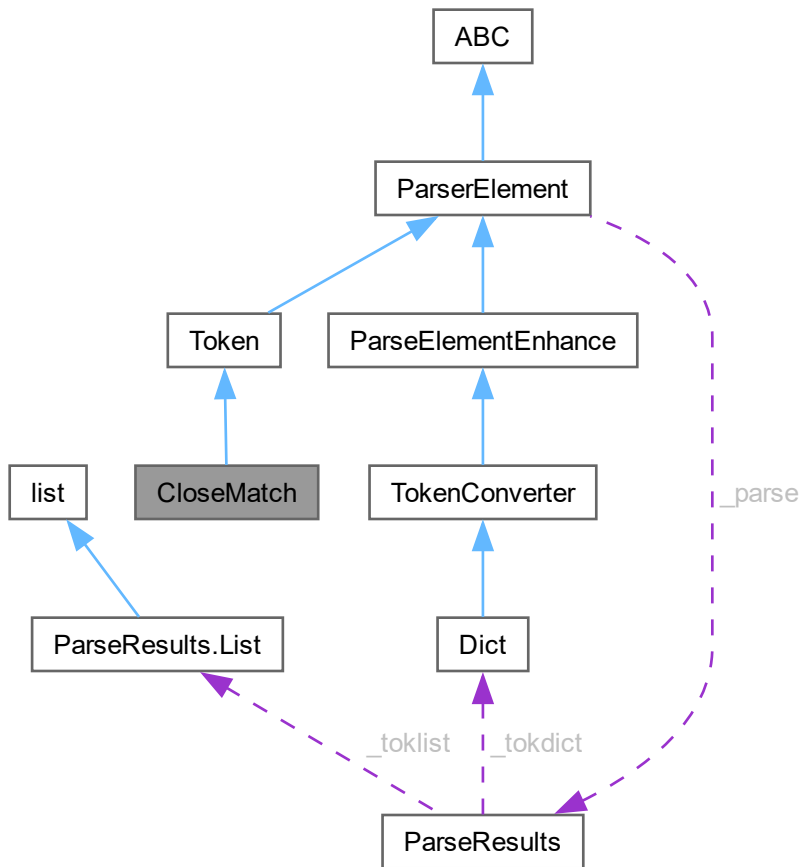 ABC
ParserElement
Token
ParseElementEnhance
list
CloseMatch
TokenConverter
_parse
ParseResults.List
Dict
_toklist
_tokdict
ParseResults